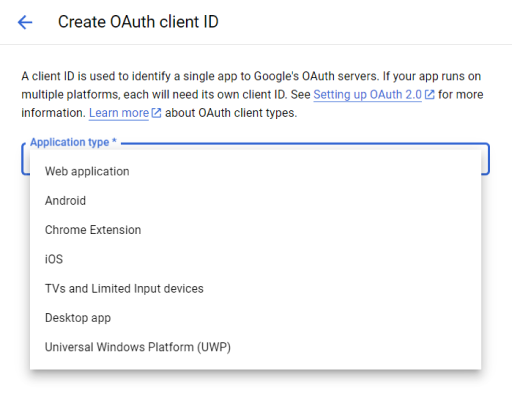 Create OAuth client ID
A client ID is used to identify a single app to Google's OAuth servers. If your app runs on
multiple platforms, each will need its own client ID. See Setting up OAuth 2.0 for more
information. Learn more about OAuth client types.
Application type *
Web application
Android
Chrome Extension
iOS
TVs and Limited Input devices
Desktop app
Universal Windows Platform (UWP)